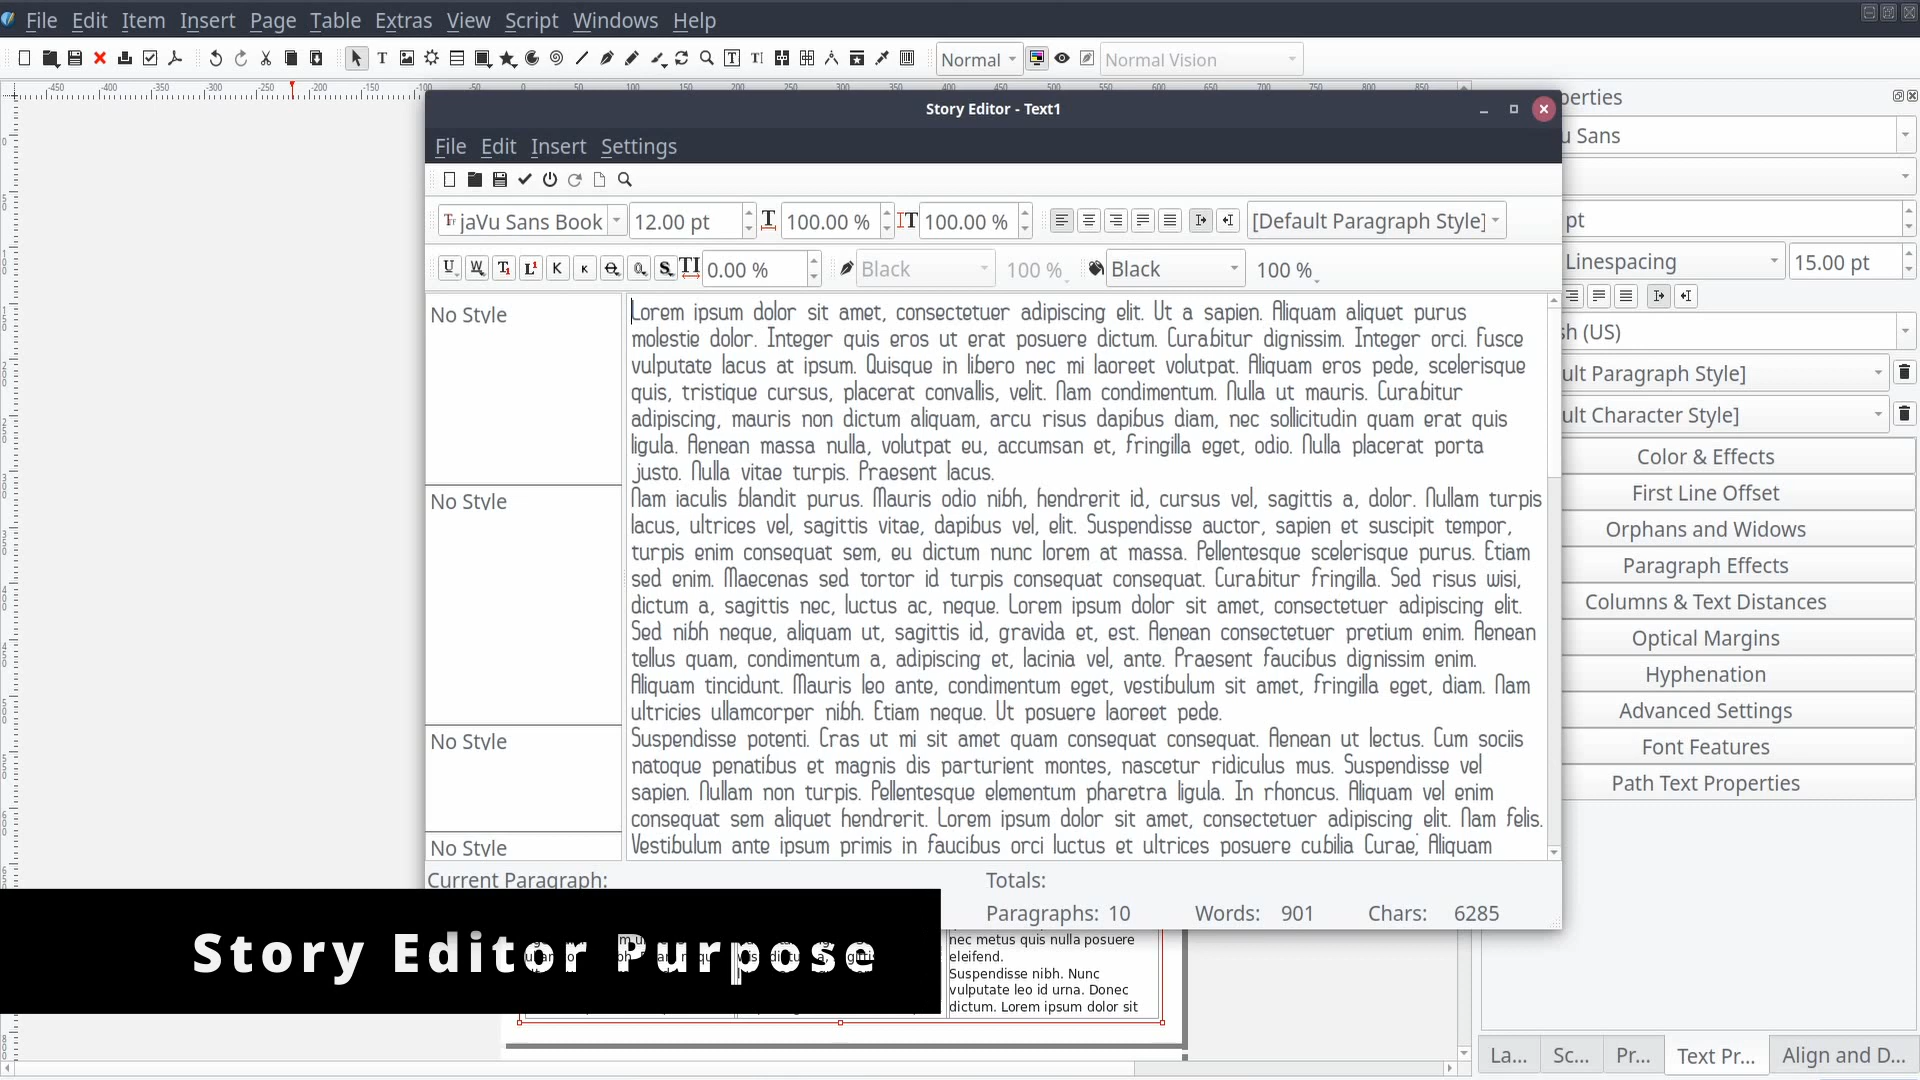 File Edit Item Insert Page Table Extras View Script Windows Help
Normal
Normal Vision
-450 -400 -350 -300 -250 -200 -150 -100
Story Editor - Text1
File Edit Insert Settings
jaVu Sans Book 12.00 pt 100.00 % 100.00 % [Default Paragraph Style]
0.00 % Black 100 % Black 100 %
No Style
Lorem ipsum dolor sit amet, consectetuer adipiscing elit. Ut a sapien. Aliquam aliquet purus
molestie dolor. Integer quis eros ut erat posuere dictum. Curabitur dignissim. Integer orci. Fusce
vulputate lacus at ipsum. Quisque in libero nec mi laoreet volutpat. Aliquam eros pede, scelerisque
quis, tristique cursus, placerat convallis, velit. Nam condimentum. Nulla ut mauris. Curabitur
adipiscing, mauris non dictum aliquam, arcu risus dapibus diam, nec sollicitudin quam erat quis
ligula. Aenean massa nulla, volutpat eu, accumsan et, fringilla eget, odio. Nulla placerat porta
justo. Nulla vitae turpis. Praesent lacus.
No Style
Nam iaculis blandit purus. Mauris odio nibh, hendrerit id, cursus vel, sagittis a, dolor. Nullam turpis
lacus, ultrices vel, sagittis vitae, dapibus vel, elit. Suspendisse auctor, sapien et suscipit tempor,
turpis enim consequat sem, eu dictum nunc lorem at massa. Pellentesque scelerisque purus. Etiam
sed enim. Maecenas sed tortor id turpis consequat consequat. Curabitur fringilla. Sed risus wisi,
dictum a, sagittis nec, luctus ac, neque. Lorem ipsum dolor sit amet, consectetuer adipiscing elit.
Sed nibh neque, aliquam ut, sagittis id, gravida et, est. Aenean consectetuer pretium enim. Aenean
tellus quam, condimentum a, adipiscing et, lacinia vel, ante. Praesent faucibus dignissim enim.
Aliquam tincidunt. Mauris leo ante, condimentum eget, vestibulum sit amet, fringilla eget, diam. Nam
ultricies ullamcorper nibh. Etiam neque. Ut posuere laoreet pede.
No Style
Suspendisse potenti. Cras ut mi sit amet quam consequat consequat. Aenean ut lectus. Cum sociis
natoque penatibus et magnis dis parturient montes, nascetur ridiculus mus. Suspendisse vel
sapien. Nullam non turpis. Pellentesque elementum pharetra ligula. In rhoncus. Aliquam vel enim
consequat sem aliquet hendrerit. Lorem ipsum dolor sit amet, consectetuer adipiscing elit. Nam felis.
No Style
Vestibulum ante ipsum primis in faucibus orci luctus et ultrices posuere cubilia Curae; Aliquam
Current Paragraph:
Totals:
Paragraphs: 10 Words: 901 Chars: 6285
Story Editor Purpose
nec metus quis nulla posuere
eleifend.
Suspendisse nibh. Nunc
vulputate leo id urna. Donec
dictum. Lorem ipsum dolor sit
perties
u Sans
pt
Linespacing 15.00 pt
sh (US)
ult Paragraph Style]
ult Character Style]
Color & Effects
First Line Offset
Orphans and Widows
Paragraph Effects
Columns & Text Distances
Optical Margins
Hyphenation
Advanced Settings
Font Features
Path Text Properties
La... Sc... Pr... Text Pr... Align and D...